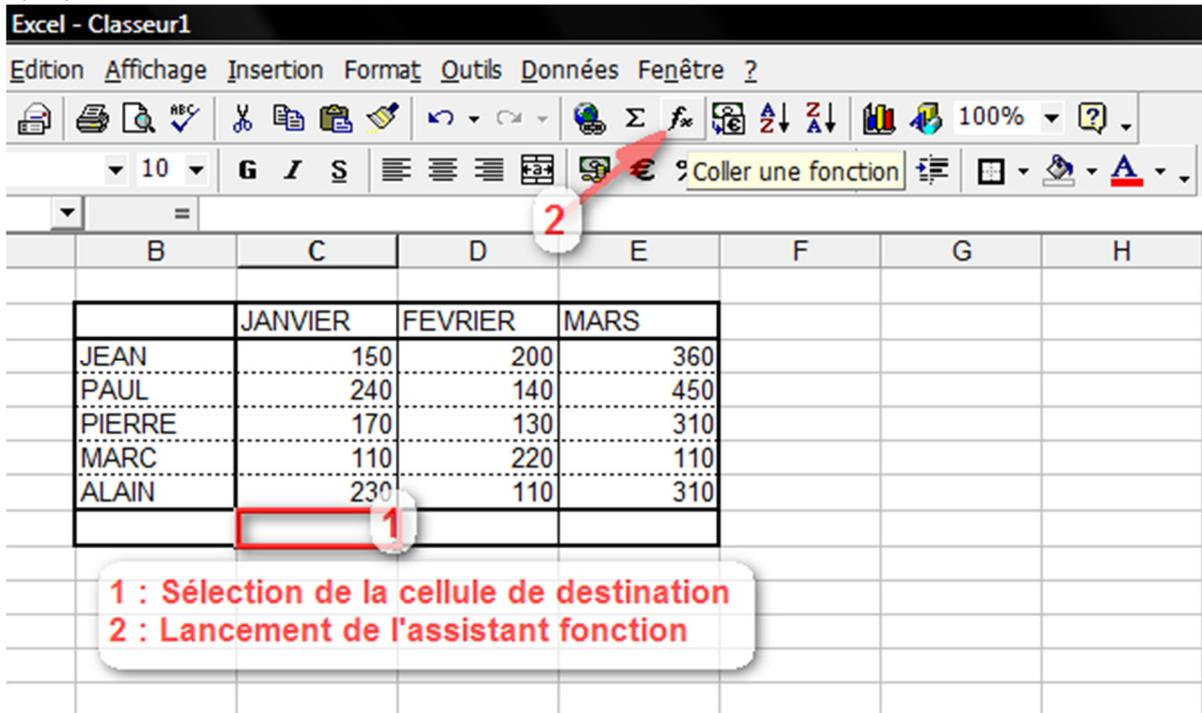 Excel - Classeur1
Edition Affichage Insertion Format Outils Données Fenêtre ?
ABC Σ fx € A Z Z A 100% ?
10 G I S a € % Coller une fonction A
=
2
B C D E F G H
JANVIER FEVRIER MARS
JEAN 150 200 360
PAUL 240 140 450
PIERRE 170 130 310
MARC 110 220 110
ALAIN 230 110 310
1
1 : Sélection de la cellule de destination
2 : Lancement de l'assistant fonction